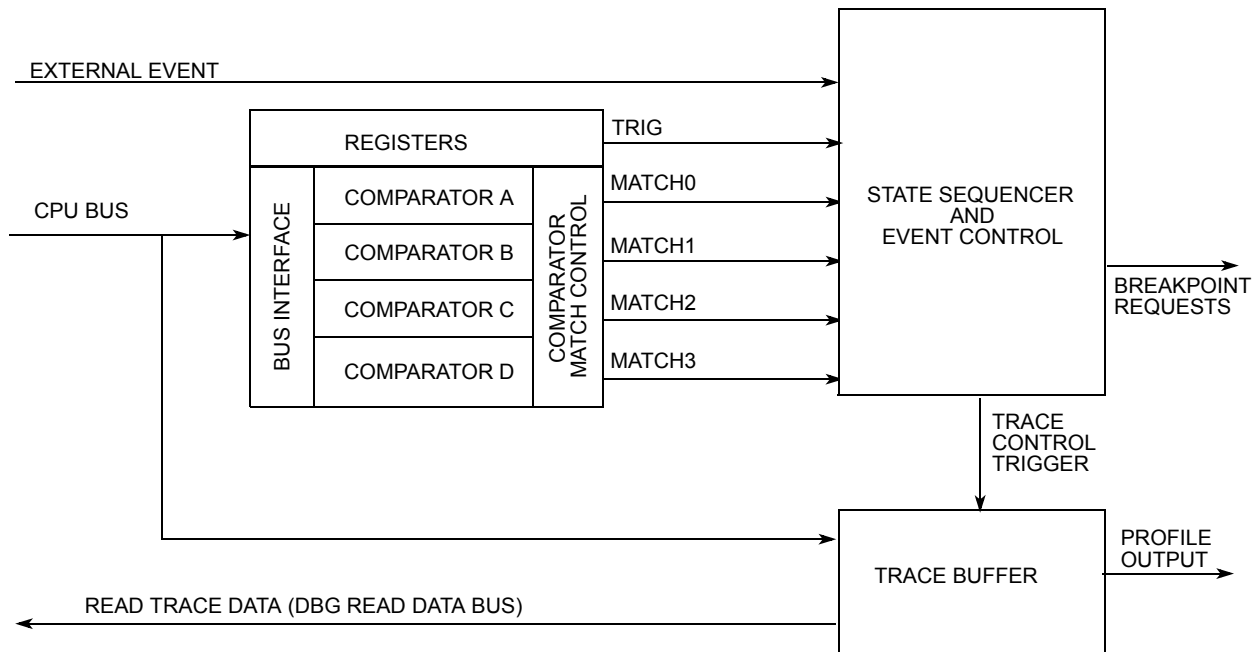 EXTERNAL EVENT
REGISTERS
TRIG
CPU BUS
BUS INTERFACE
COMPARATOR A
COMPARATOR B
COMPARATOR C
COMPARATOR D
COMPARATOR
MATCH CONTROL
MATCH0
MATCH1
MATCH2
MATCH3
STATE SEQUENCER
AND
EVENT CONTROL
BREAKPOINT
REQUESTS
TRACE
CONTROL
TRIGGER
TRACE BUFFER
PROFILE
OUTPUT
READ TRACE DATA (DBG READ DATA BUS)